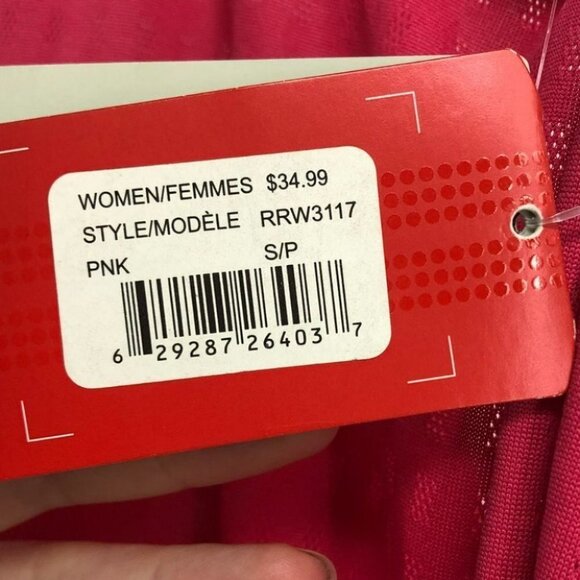 WOMEN/FEMMES $34.99
STYLE/MODÈLE RRW3117
PNK S/P
6 29287 26403 7